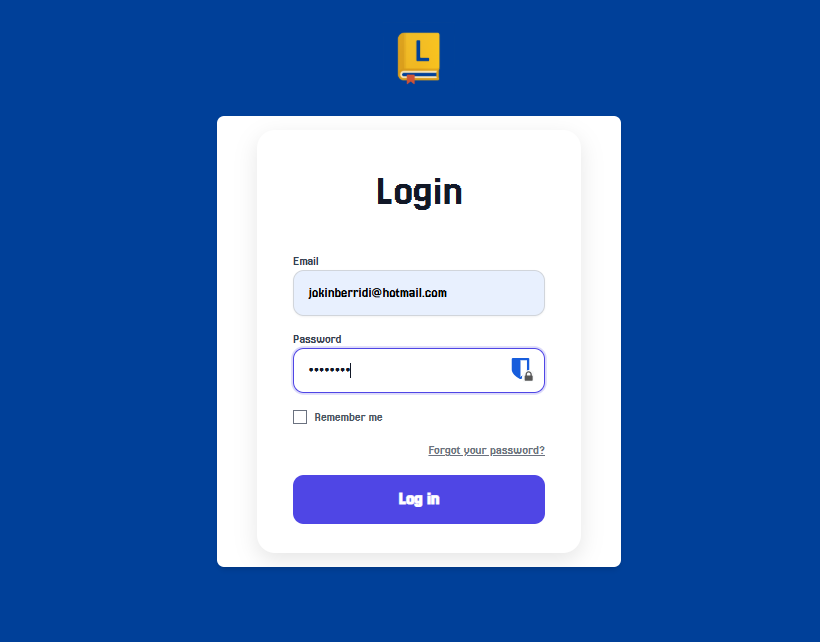 L
Login
Email
jokinberridi@hotmail.com
Password
••••••••
Remember me
Forgot your password?
Log in